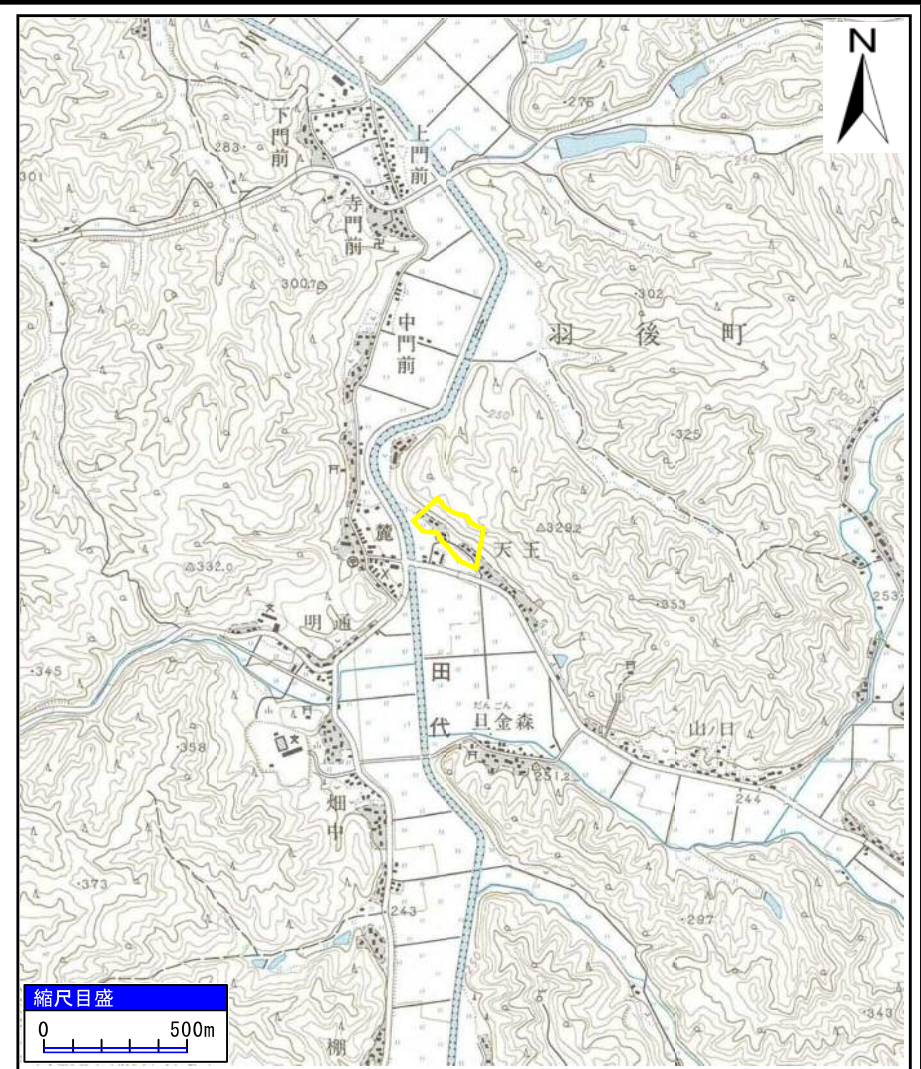 N
下門前
上門前
・276
283・
260
301
寺門前
300.7
・302
中門前
羽後町
300
250
・325
麓
329.2
天王
332.0
・353
253
明通
・345
田代
だんごん
旦金森
山ノ日
・358
251.2
244
畑中
・373
・243
・297
・343
棚
縮尺目盛
0 500m